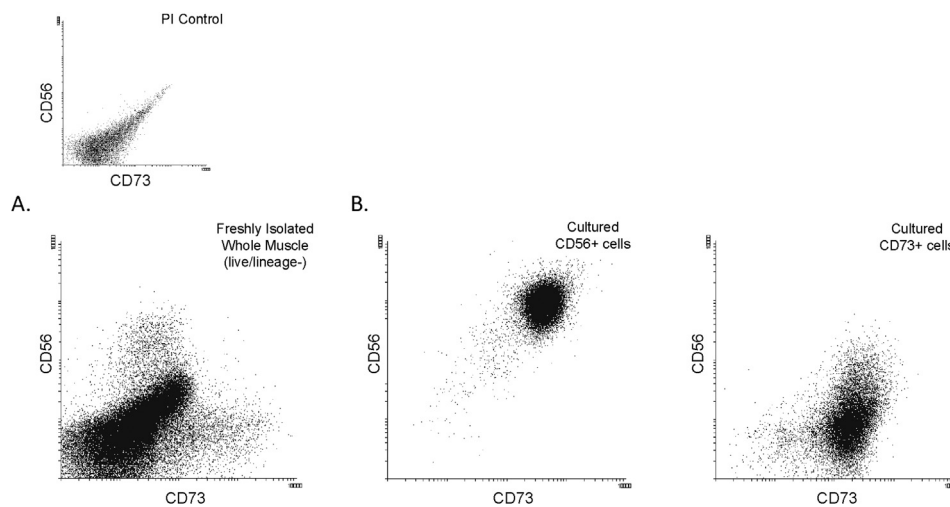 PI Control
CD56
CD73
A.
Freshly Isolated
Whole Muscle
(live/lineage-)
CD56
CD73
B.
Cultured
CD56+ cells
CD56
CD73
Cultured
CD73+ cells
CD56
CD73